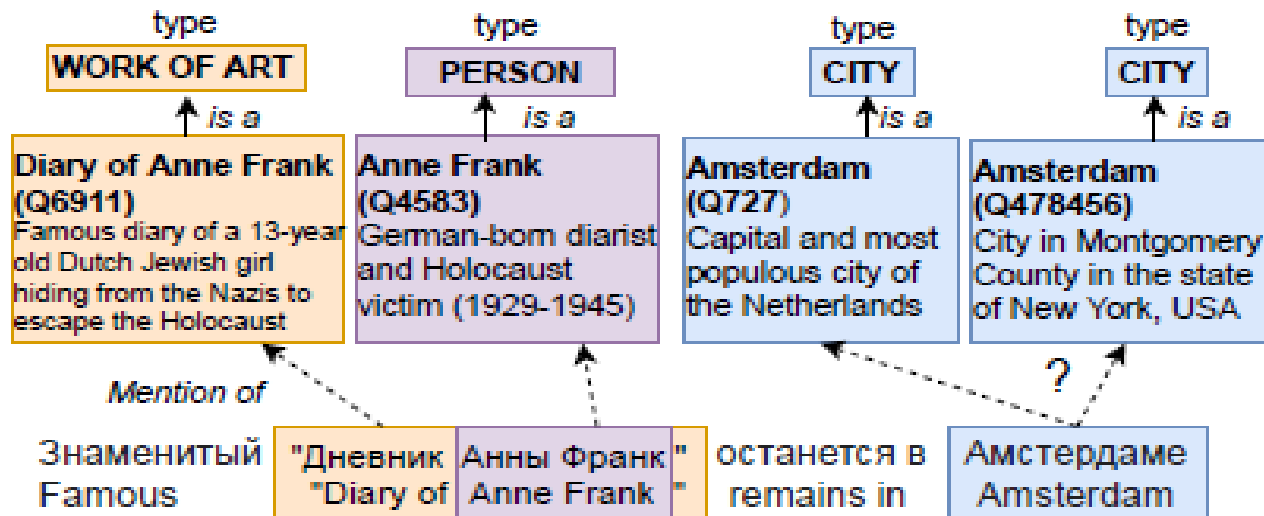 type type type type
WORK OF ART PERSON CITY CITY
is a is a is a is a
Diary of Anne Frank
(Q6911)
Famous diary of a 13-year
old Dutch Jewish girl
hiding from the Nazis to
escape the Holocaust
Anne Frank
(Q4583)
German-born diarist
and Holocaust
victim (1929-1945)
Amsterdam
(Q727)
Capital and most
populous city of
the Netherlands
Amsterdam
(Q478456)
City in Montgomery
County in the state
of New York, USA
Mention of ?
Знаменитый "Дневник Анны Франк" останется в Амстердаме
Famous "Diary of Anne Frank" remains in Amsterdam